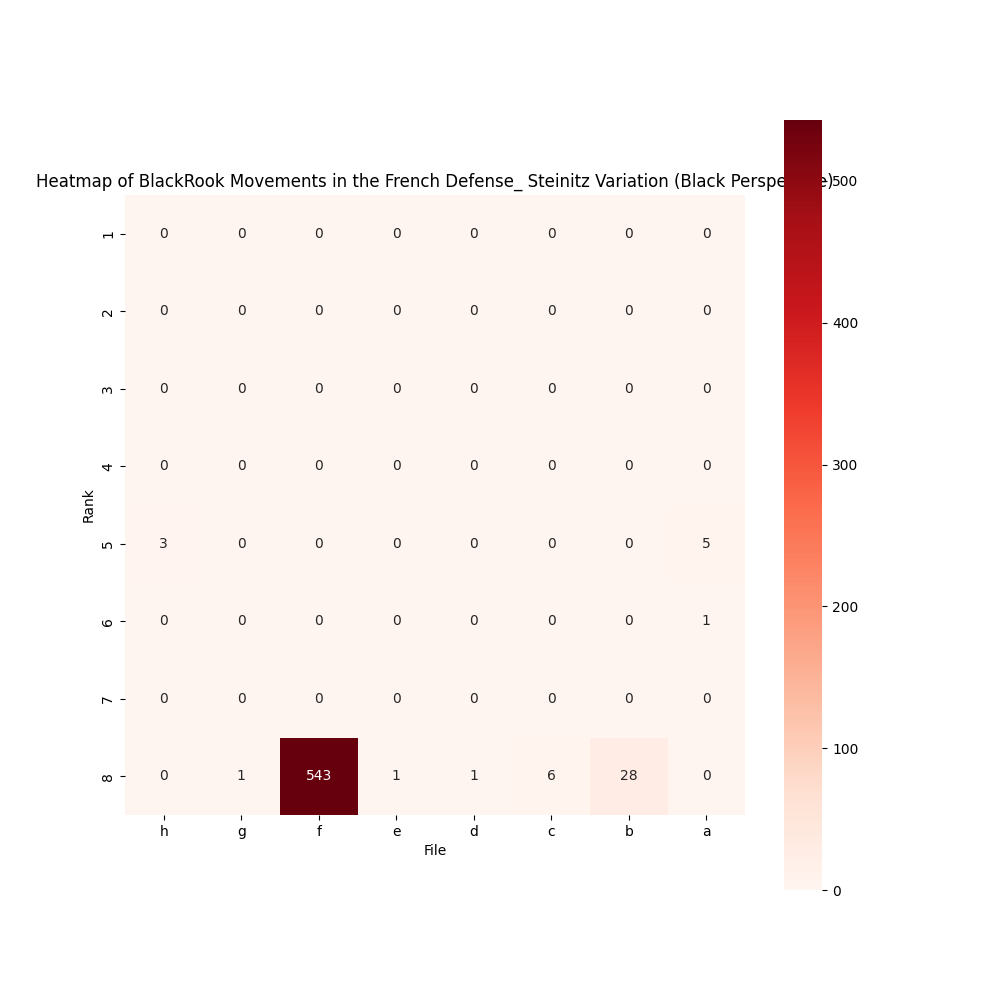 Heatmap of BlackRook Movements in the French Defense_ Steinitz Variation (Black Perspe e)
500
400
300
200
100
0
Rank
1 0 0 0 0 0 0 0 0
2 0 0 0 0 0 0 0 0
3 0 0 0 0 0 0 0 0
4 0 0 0 0 0 0 0 0
5 3 0 0 0 0 0 0 5
6 0 0 0 0 0 0 0 1
7 0 0 0 0 0 0 0 0
8 0 1 543 1 1 6 28 0
h g f e d c b a
File